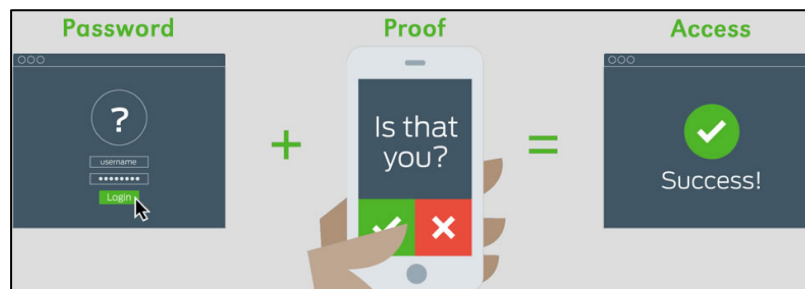 Password
Proof
Access
?
username
Login
+
Is that
you?
=
Success!